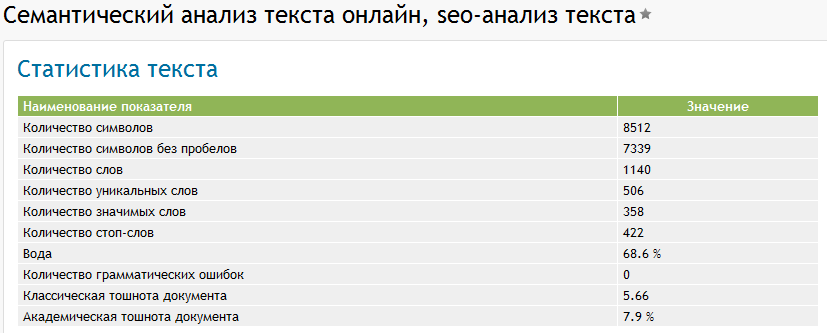 Семантический анализ текста онлайн, seo-анализ текста
Статистика текста
Наименование показателя Значение
Количество символов 8512
Количество символов без пробелов 7339
Количество слов 1140
Количество уникальных слов 506
Количество значимых слов 358
Количество стоп-слов 422
Вода 68.6 %
Количество грамматических ошибок 0
Классическая тошнота документа 5.66
Академическая тошнота документа 7.9 %